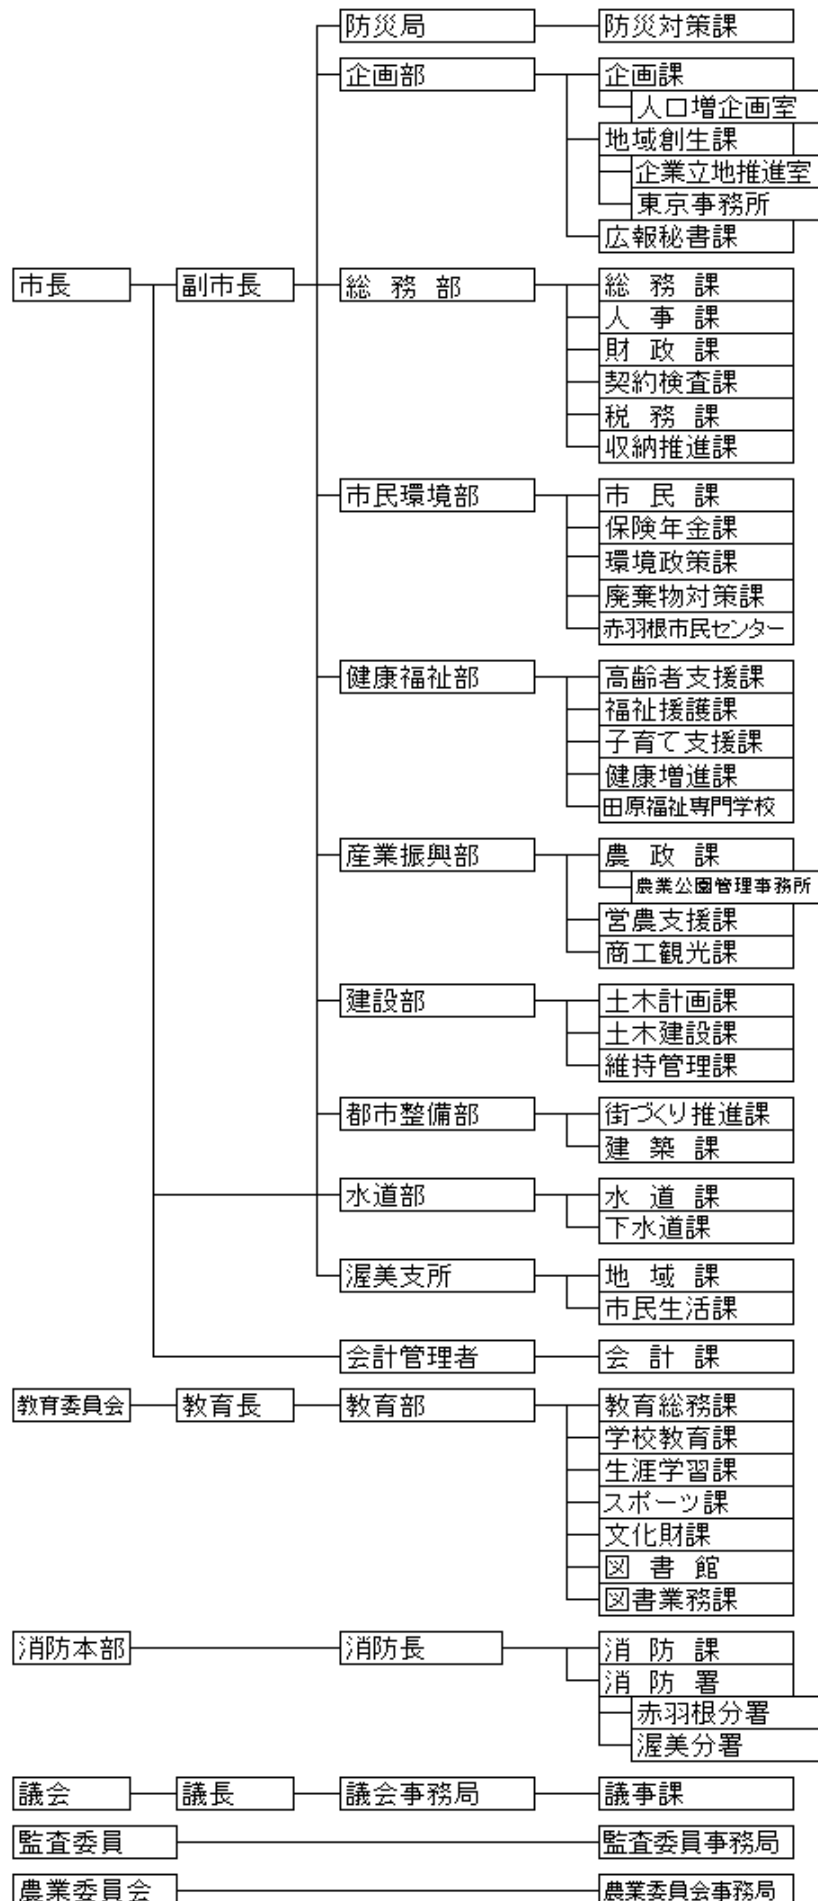 防災局 防災対策課
企画部 企画課
人口増企画室
地域創生課
企業立地推進室
東京事務所
広報秘書課
市長 副市長 総務部 総務課
人事課
財政課
契約検査課
税務課
収納推進課
市民環境部 市民課
保険年金課
環境政策課
廃棄物対策課
赤羽根市民センター
健康福祉部 高齢者支援課
福祉援護課
子育て支援課
健康増進課
田原福祉専門学校
産業振興部 農政課
農業公園管理事務所
営農支援課
商工観光課
建設部 土木計画課
土木建設課
維持管理課
都市整備部 街づくり推進課
建築課
水道部 水道課
下水道課
渥美支所 地域課
市民生活課
会計管理者 会計課
教育委員会 教育長 教育部 教育総務課
学校教育課
生涯学習課
スポーツ課
文化財課
図書館
図書業務課
消防本部 消防長 消防課
消防署
赤羽根分署
渥美分署
議会 議長 議会事務局 議事課
監査委員 監査委員事務局
農業委員会 農業委員会事務局